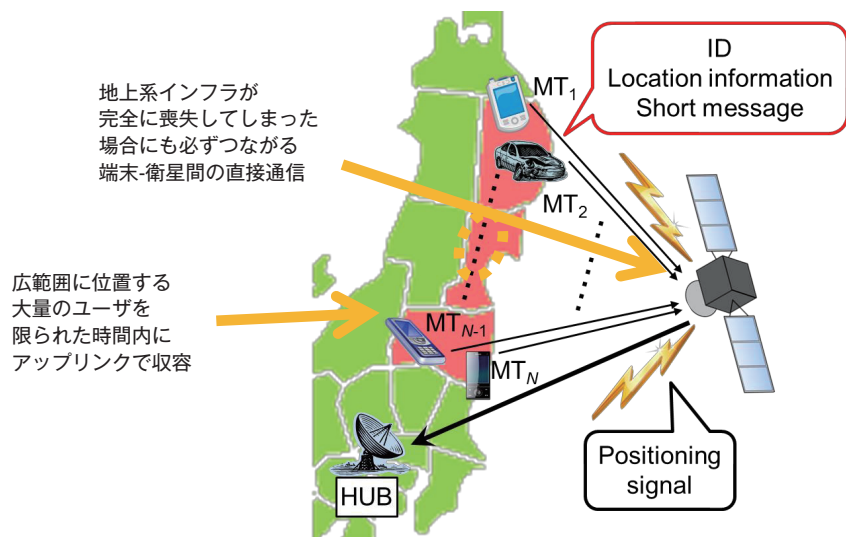 地上系インフラが
完全に喪失してしまった
場合にも必ずつながる
端末-衛星間の直接通信
広範囲に位置する
大量のユーザを
限られた時間内に
アップリンクで収容
MT1
MT2
MTN-1
MTN
ID
Location information
Short message
Positioning
signal
HUB